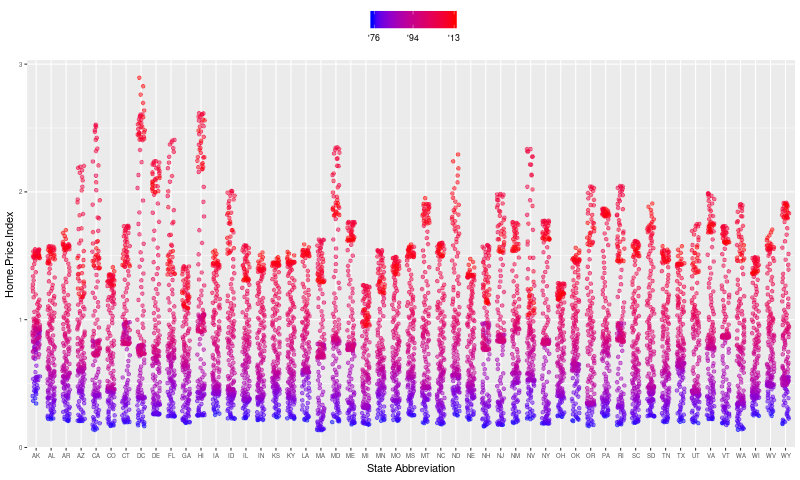 '76 '94 '13
3
2
1
0
Home.Price.Index
AK AL AR AZ CA CO CT DC DE FL GA HI IA ID IL IN KS KY LA MA MD ME MI MN MO MS MT NC ND NE NH NJ NM NV NY OH OK OR PA RI SC SD TN TX UT VA VT WA WI WV WY
State Abbreviation